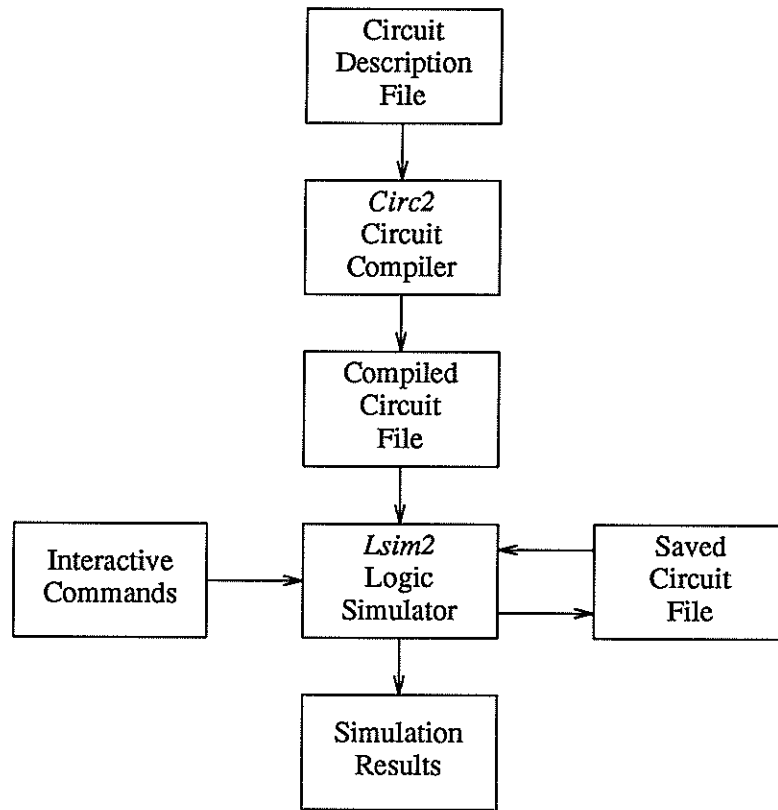 Circuit
Description
File
Circ2
Circuit
Compiler
Compiled
Circuit
File
Interactive
Commands
Lsim2
Logic
Simulator
Saved
Circuit
File
Simulation
Results